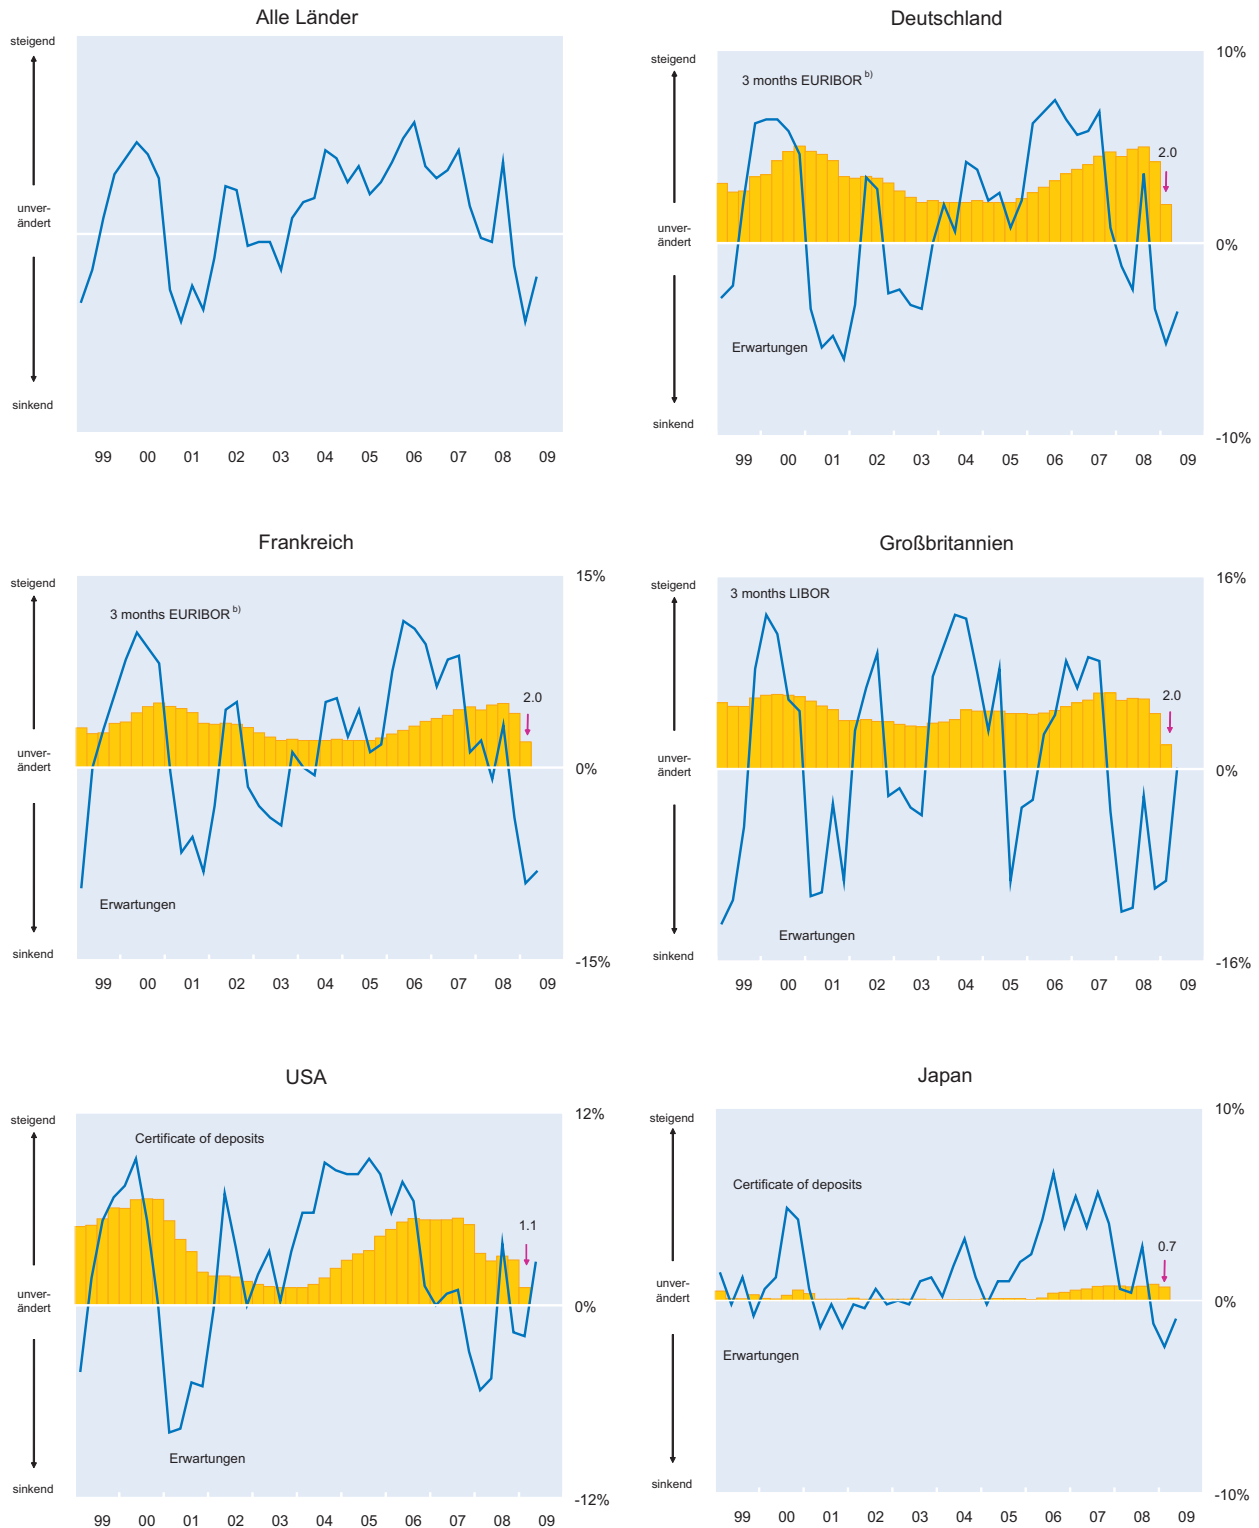 Alle Länder
steigend
unver-
ändert
sinkend
99 00 01 02 03 04 05 06 07 08 09
Deutschland
steigend
unver-
ändert
sinkend
3 months EURIBOR b)
Erwartungen
2.0
10%
0%
-10%
99 00 01 02 03 04 05 06 07 08 09
Frankreich
steigend
unver-
ändert
sinkend
3 months EURIBOR b)
Erwartungen
2.0
15%
0%
-15%
99 00 01 02 03 04 05 06 07 08 09
Großbritannien
steigend
unver-
ändert
sinkend
3 months LIBOR
Erwartungen
2.0
16%
0%
-16%
99 00 01 02 03 04 05 06 07 08 09
USA
steigend
unver-
ändert
sinkend
Certificate of deposits
Erwartungen
1.1
12%
0%
-12%
99 00 01 02 03 04 05 06 07 08 09
Japan
steigend
unver-
ändert
sinkend
Certificate of deposits
Erwartungen
0.7
10%
0%
-10%
99 00 01 02 03 04 05 06 07 08 09